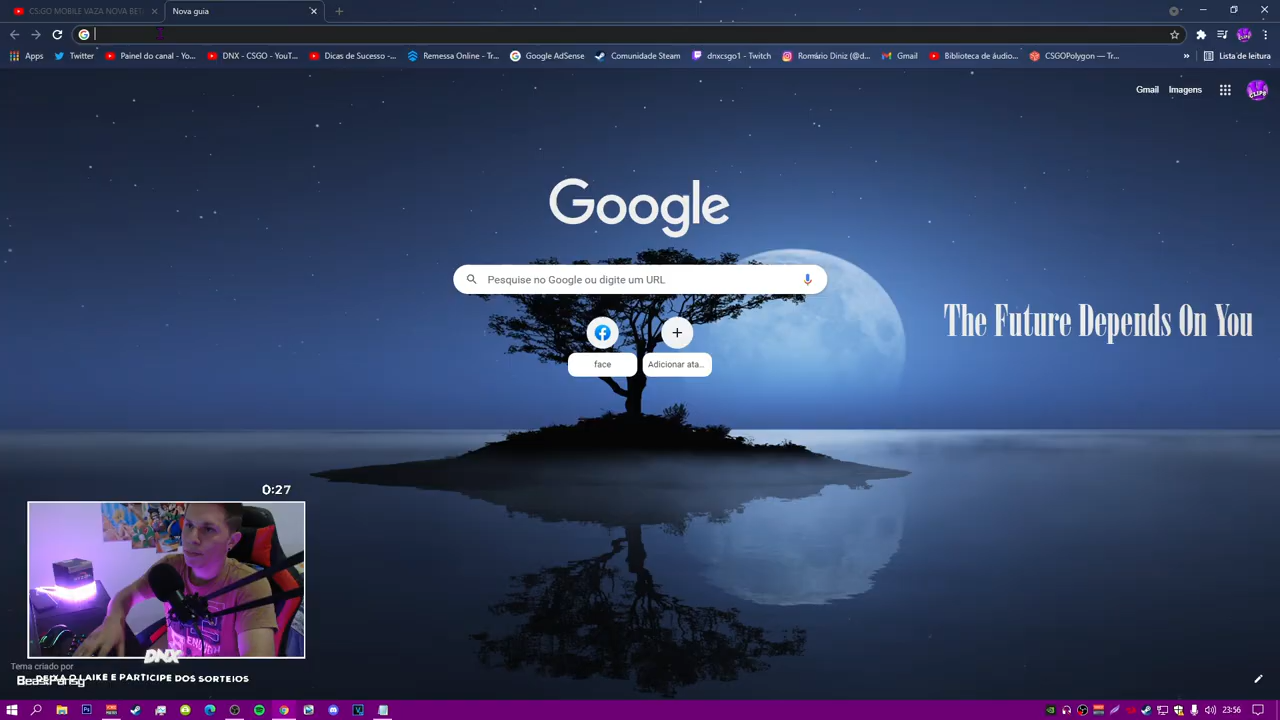 CS:GO MOBILE VAZA NOVA BET
Nova guia
Apps
Twitter
Painel do canal - Yo...
DNX - CSGO - YouT...
Dicas de Sucesso -...
Remessa Online - Tr...
Google AdSense
Comunidade Steam
dnxcsgo1 - Twitch
Romário Diniz (@d...
Gmail
Biblioteca de áudio...
CSGOPolygon — Tr...
»
Lista de leitura
Gmail
Imagens
Google
Pesquise no Google ou digite um URL
The Future Depends On You
face
Adicionar ata...
0:27
DNX
Tema criado por
DEIXA O LAIKE E PARTICIPE DOS SORTEIOS
23:56